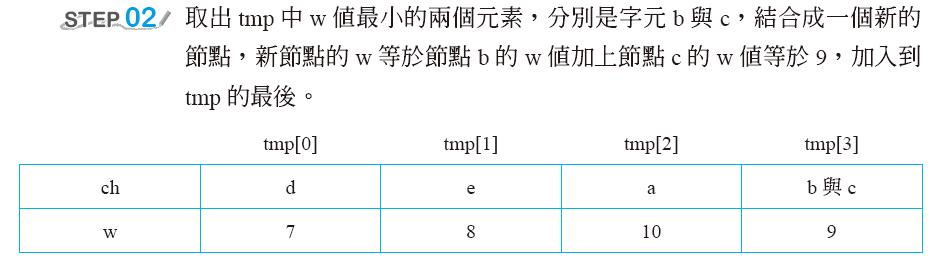 STEP 02 取出 tmp 中 w 值最小的兩個元素，分別是字元 b 與 c，結合成一個新的
節點，新節點的 w 等於節點 b 的 w 值加上節點 c 的 w 值等於 9，加入到
tmp 的最後。
tmp[0] tmp[1] tmp[2] tmp[3]
ch d e a b 與 c
w 7 8 10 9